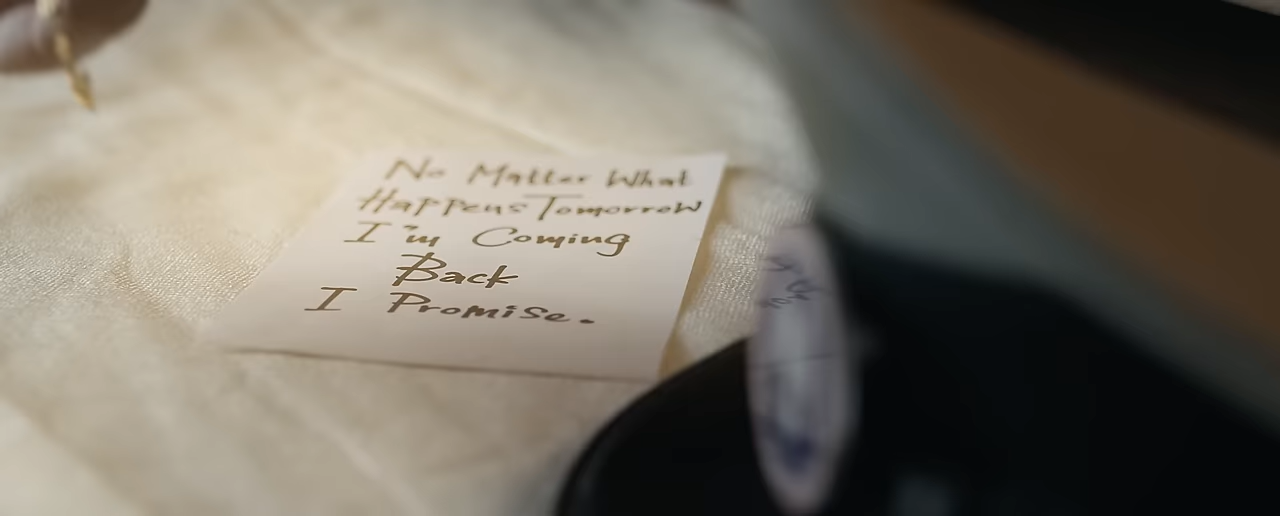 No Matter What
Happens Tomorrow
I'm Coming
Back
I Promise.